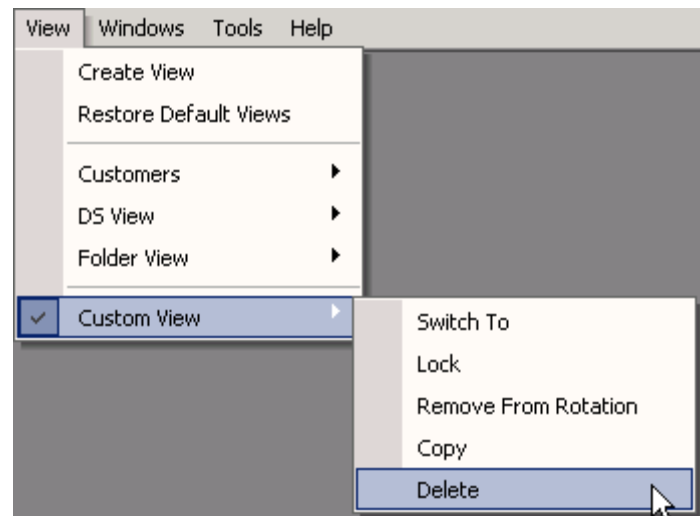 View Windows Tools Help
Create View
Restore Default Views
Customers
DS View
Folder View
Custom View
Switch To
Lock
Remove From Rotation
Copy
Delete